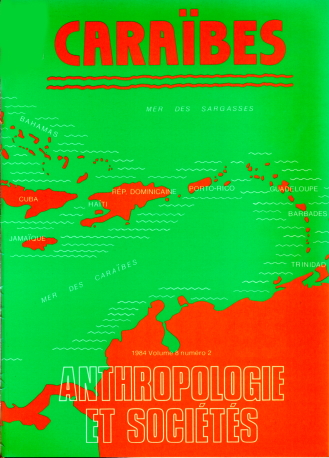 CARAÏBES
MER DES SARGASSES
BAHAMAS
CUBA
HAÏTI
RÉP. DOMINICAINE
PORTO-RICO
GUADELOUPE
BARBADES
JAMAÏQUE
TRINIDAD
MER DES CARAÏBES
1984 Volume 8 numéro 2
ANTHROPOLOGIE
ET SOCIÉTÉS